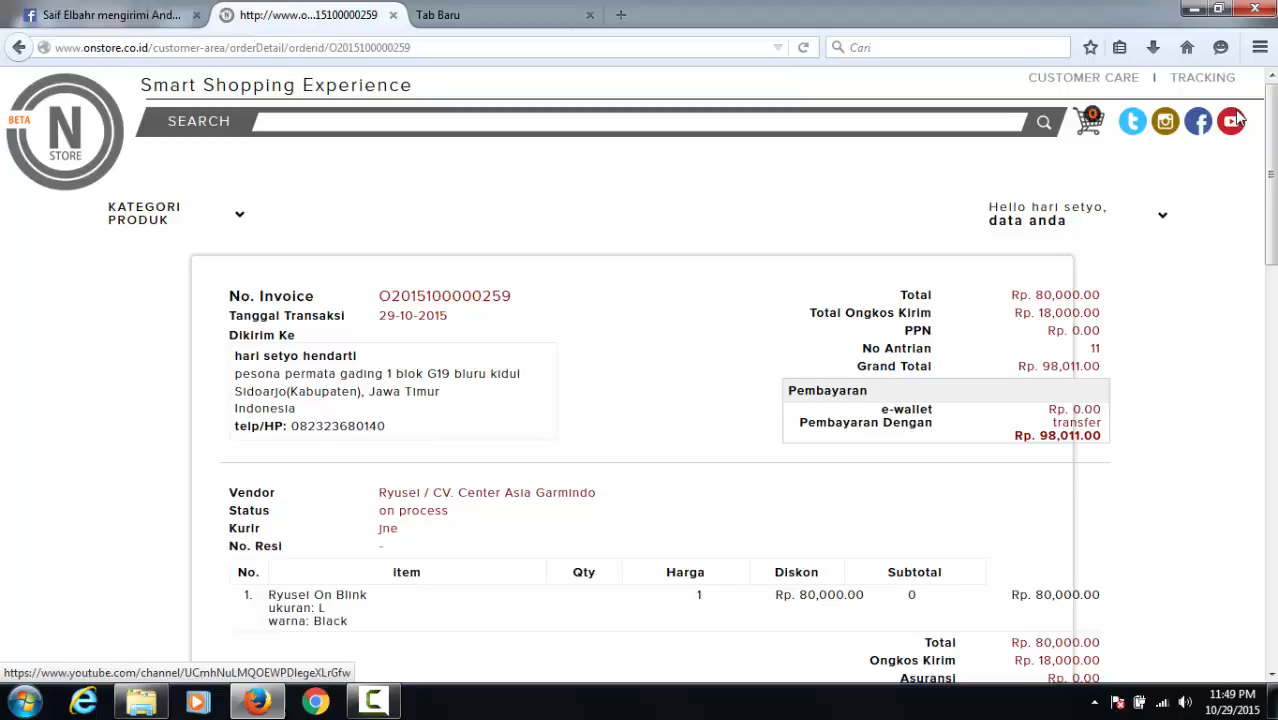 Saif Elbahr mengirimi And...
http://www.o...15100000259
Tab Baru
www.onstore.co.id/customer-area/orderDetail/orderid/O2015100000259
Cari
Smart Shopping Experience
CUSTOMER CARE I TRACKING
BETA
N
STORE
SEARCH
0
KATEGORI
PRODUK
Hello hari setyo,
data anda
No. Invoice O2015100000259
Tanggal Transaksi 29-10-2015
Dikirim Ke
hari setyo hendarti
pesona permata gading 1 blok G19 bluru kidul
Sidoarjo(Kabupaten), Jawa Timur
Indonesia
telp/HP: 082323680140
Total Rp. 80,000.00
Total Ongkos Kirim Rp. 18,000.00
PPN Rp. 0.00
No Antrian 11
Grand Total Rp. 98,011.00
Pembayaran
e-wallet Rp. 0.00
Pembayaran Dengan transfer
Rp. 98,011.00
Vendor Ryusei / CV. Center Asia Garmindo
Status on process
Kurir jne
No. Resi -
No. item Qty Harga Diskon Subtotal
1. Ryusei On Blink 1 Rp. 80,000.00 0 Rp. 80,000.00
ukuran: L
warna: Black
Total Rp. 80,000.00
Ongkos Kirim Rp. 18,000.00
Asuransi Rp. 0.00
https://www.youtube.com/channel/UCmhNuLMQOEWPDIegeXLrGfw
11:49 PM
10/29/2015